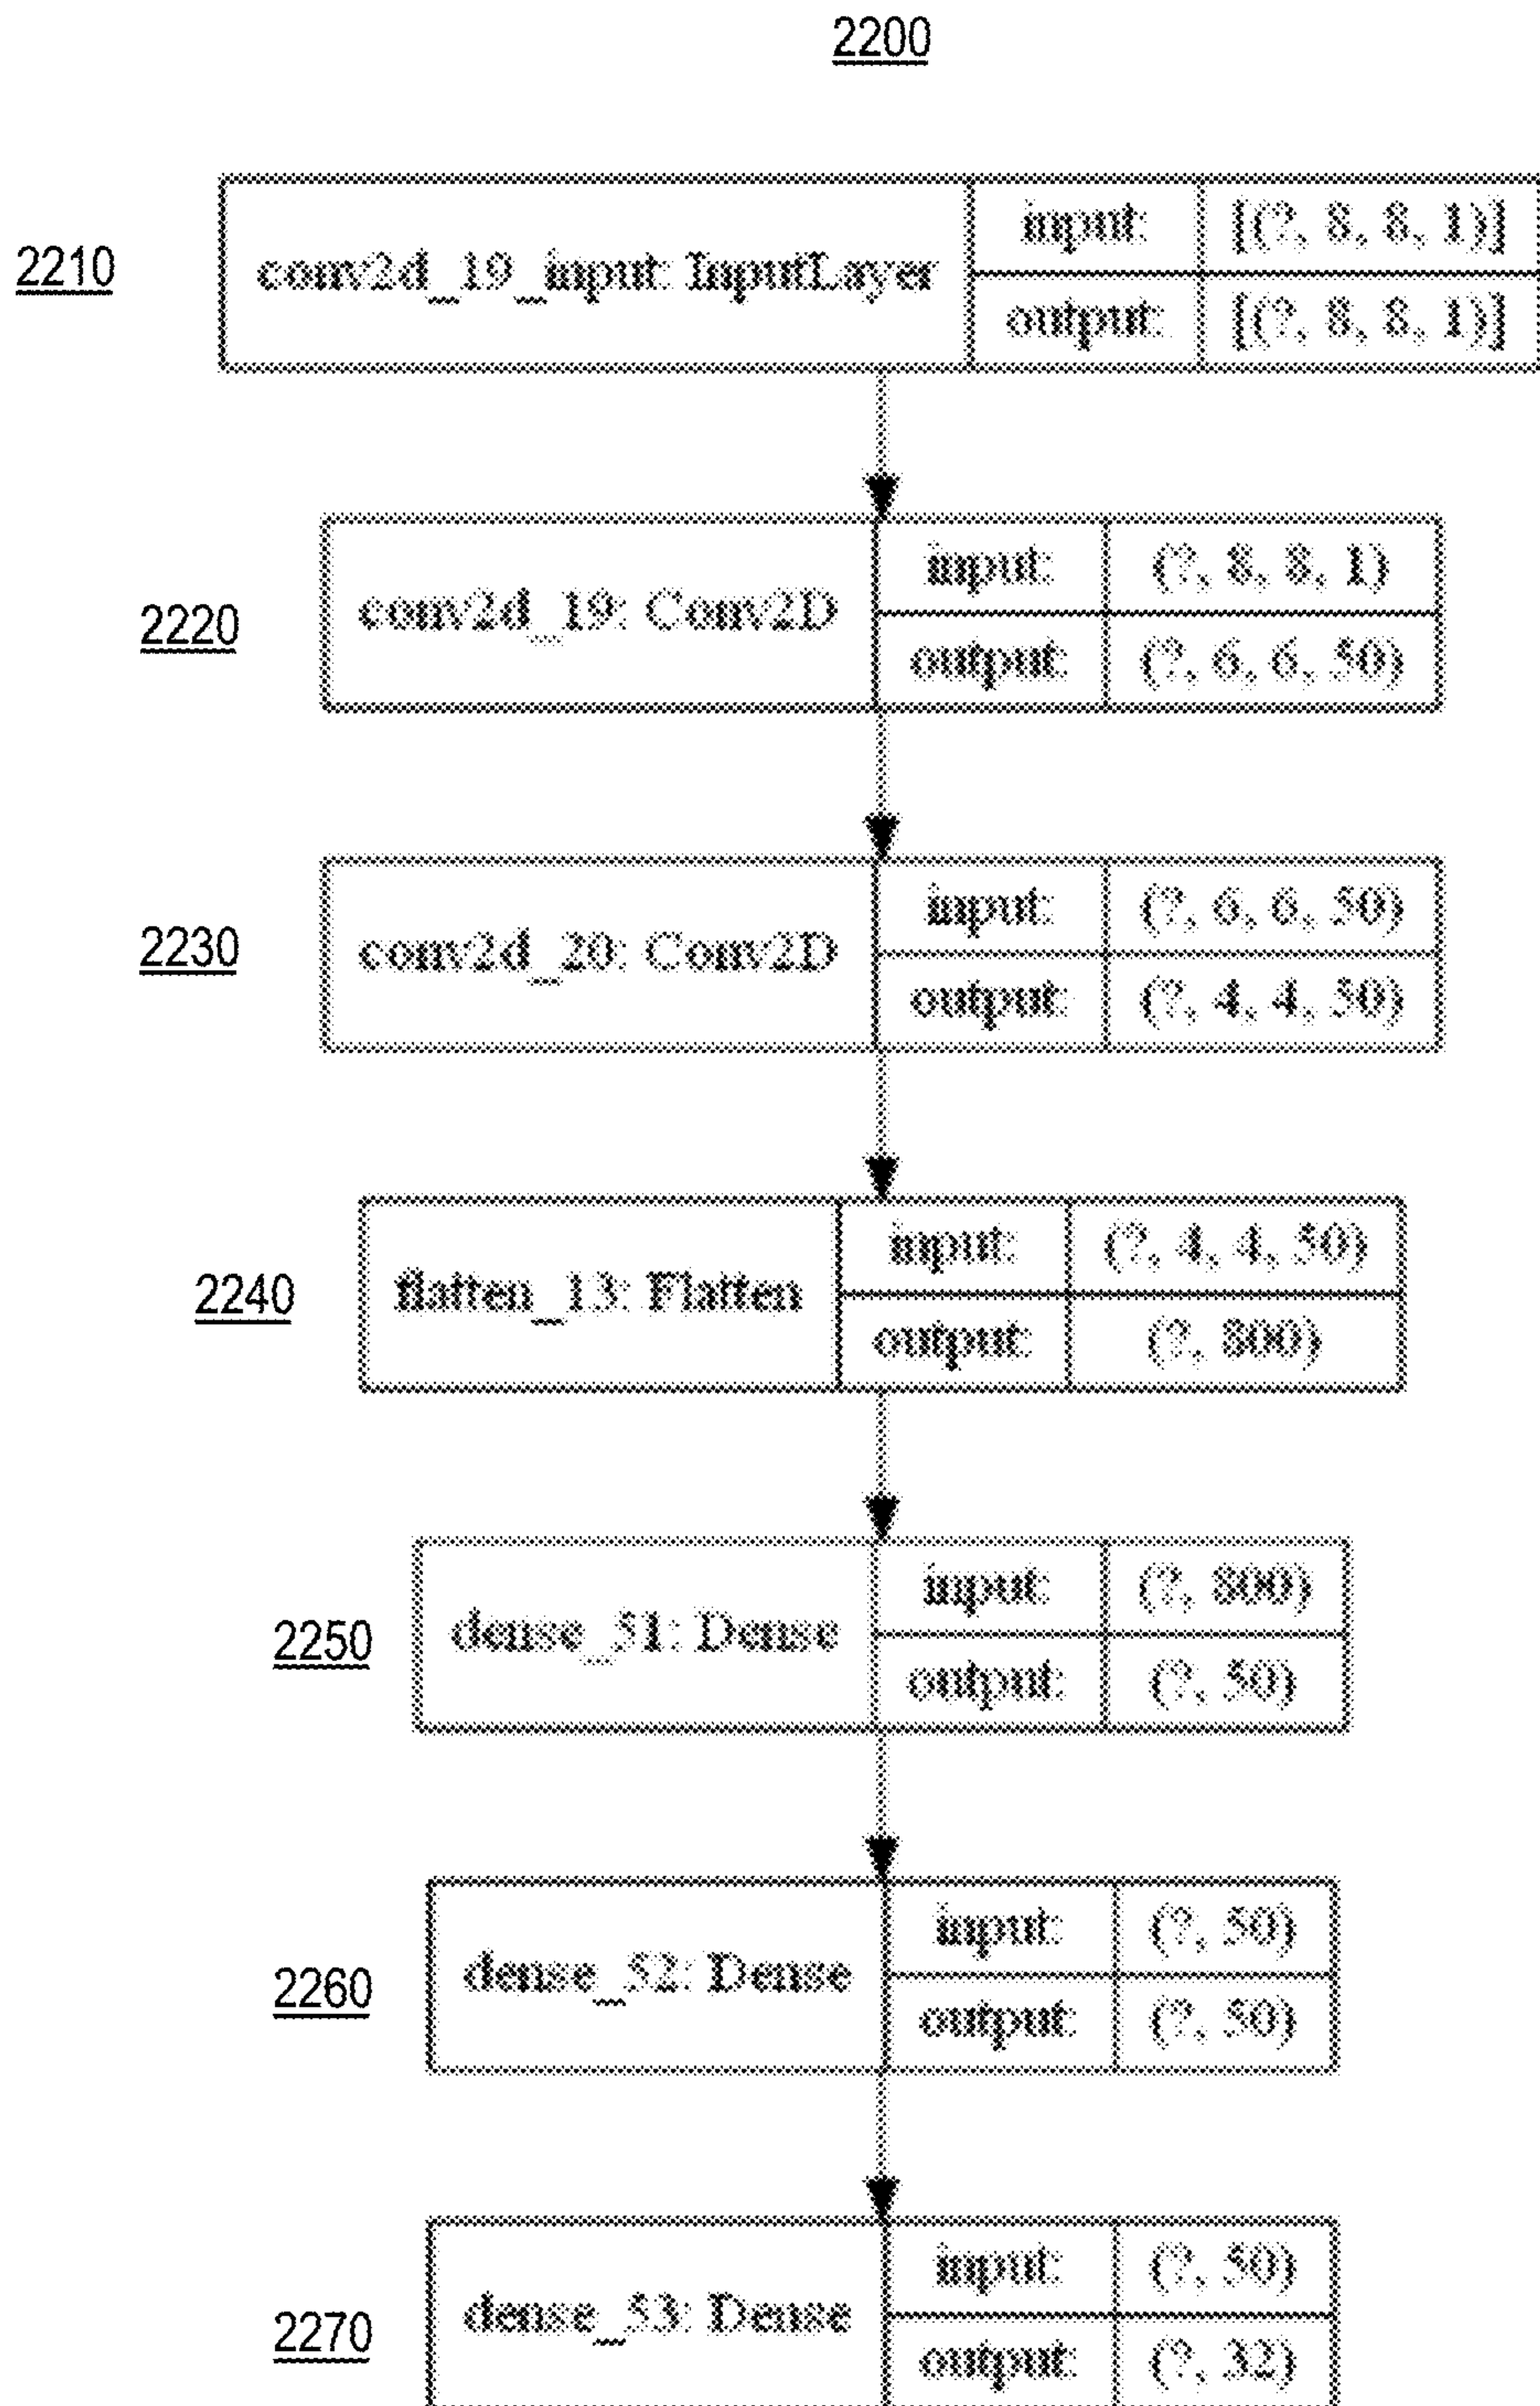 2200
2210
conv2d_19_input: InputLayer
input:
[(?, 8, 8, 1)]
output:
[(?, 8, 8, 1)]
2220
conv2d_19: Conv2D
input:
(?, 8, 8, 1)
output:
(?, 6, 6, 50)
2230
conv2d_20: Conv2D
input:
(?, 6, 6, 50)
output:
(?, 4, 4, 50)
2240
flatten_13: Flatten
input:
(?, 4, 4, 50)
output:
(?, 800)
2250
dense_51: Dense
input:
(?, 800)
output:
(?, 50)
2260
dense_52: Dense
input:
(?, 50)
output:
(?, 50)
2270
dense_53: Dense
input:
(?, 50)
output:
(?, 32)